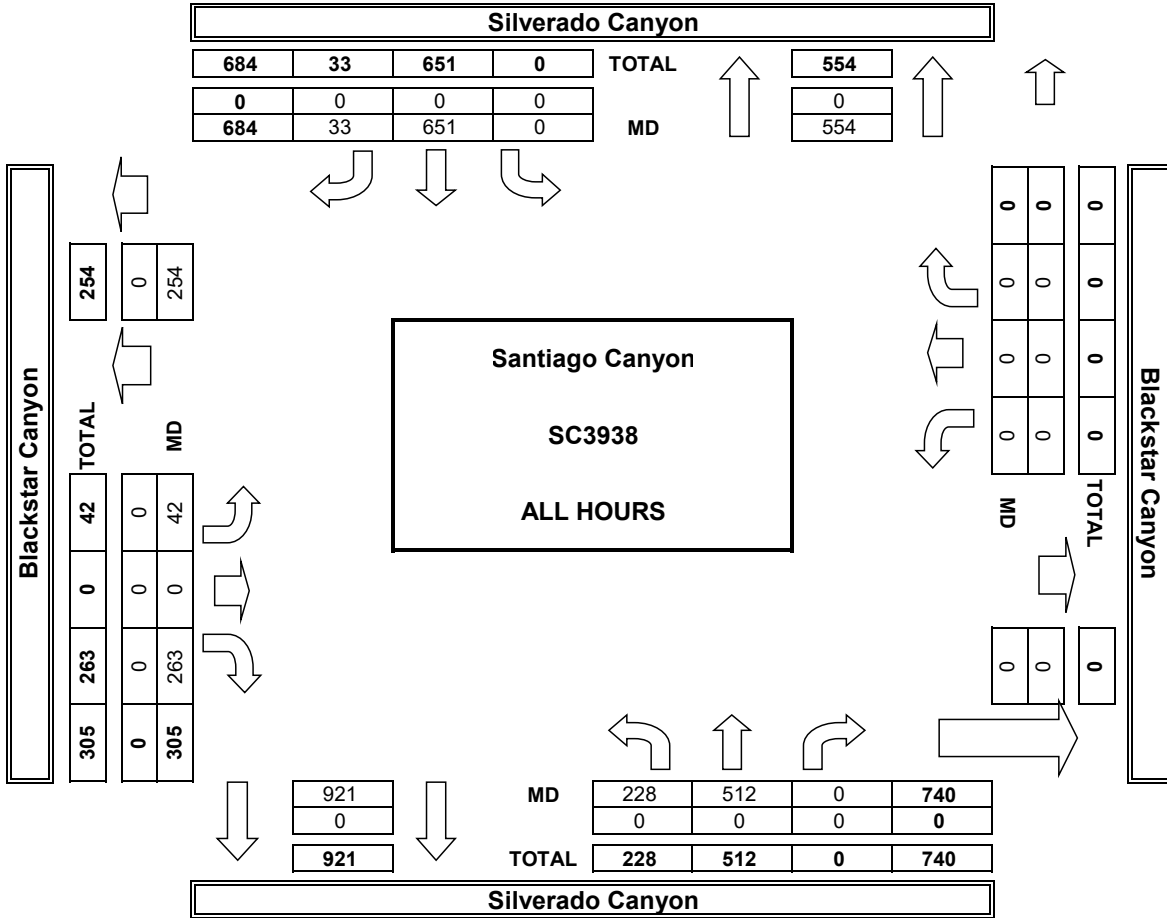 Silverado Canyon
684 33 651 0 TOTAL 554
0 0 0 0 0
684 33 651 0 MD 554
Blackstar Canyon
254 0 254
TOTAL MD
42 0 42
0 0 0
263 0 263
305 0 305
Santiago Canyon
SC3938
ALL HOURS
0 0 0
0 0 0
0 0 0
0 0 0
MD TOTAL
0 0 0
Blackstar Canyon
921 MD 228 512 0 740
0 0 0 0 0
921 TOTAL 228 512 0 740
Silverado Canyon